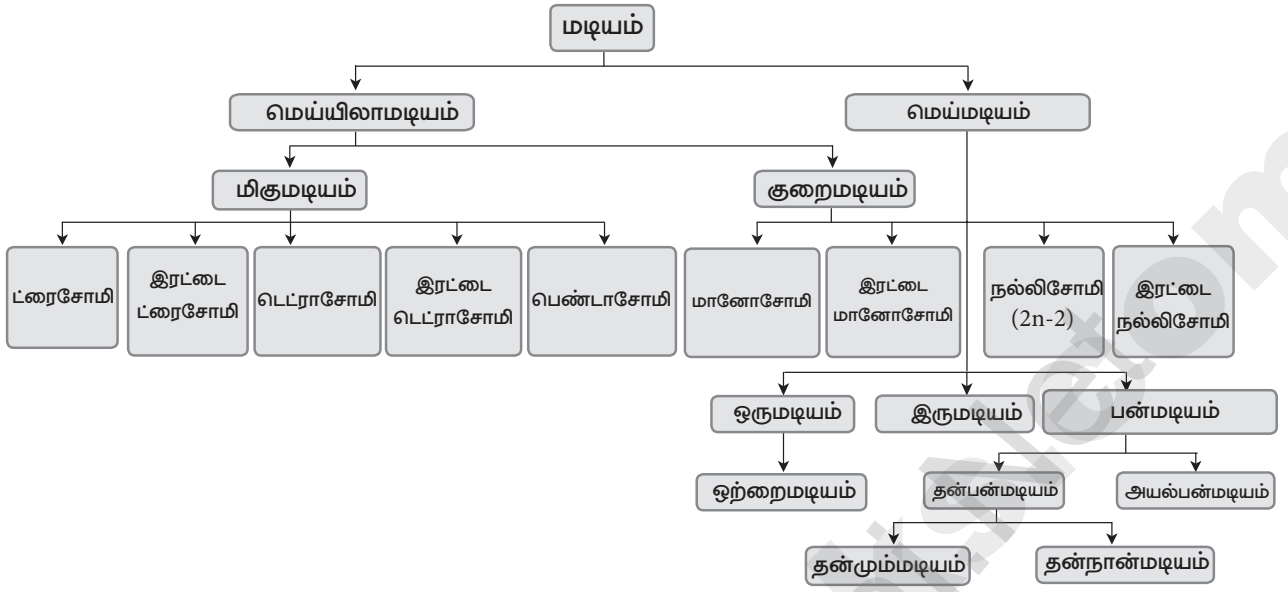 மடியம்
மெய்யிலாமடியம்
மெய்மடியம்
மிகுமடியம்
குறைமடியம்
ட்ரைசோமி
இரட்டை
ட்ரைசோமி
டெட்ராசோமி
இரட்டை
டெட்ராசோமி
பெண்டாசோமி
மானோசோமி
இரட்டை
மானோசோமி
நல்லிசோமி
(2n-2)
இரட்டை
நல்லிசோமி
ஒருமடியம்
இருமடியம்
பன்மடியம்
ஒற்றைமடியம்
தன்பன்மடியம்
அயல்பன்மடியம்
தன்மும்மடியம்
தன்நான்மடியம்